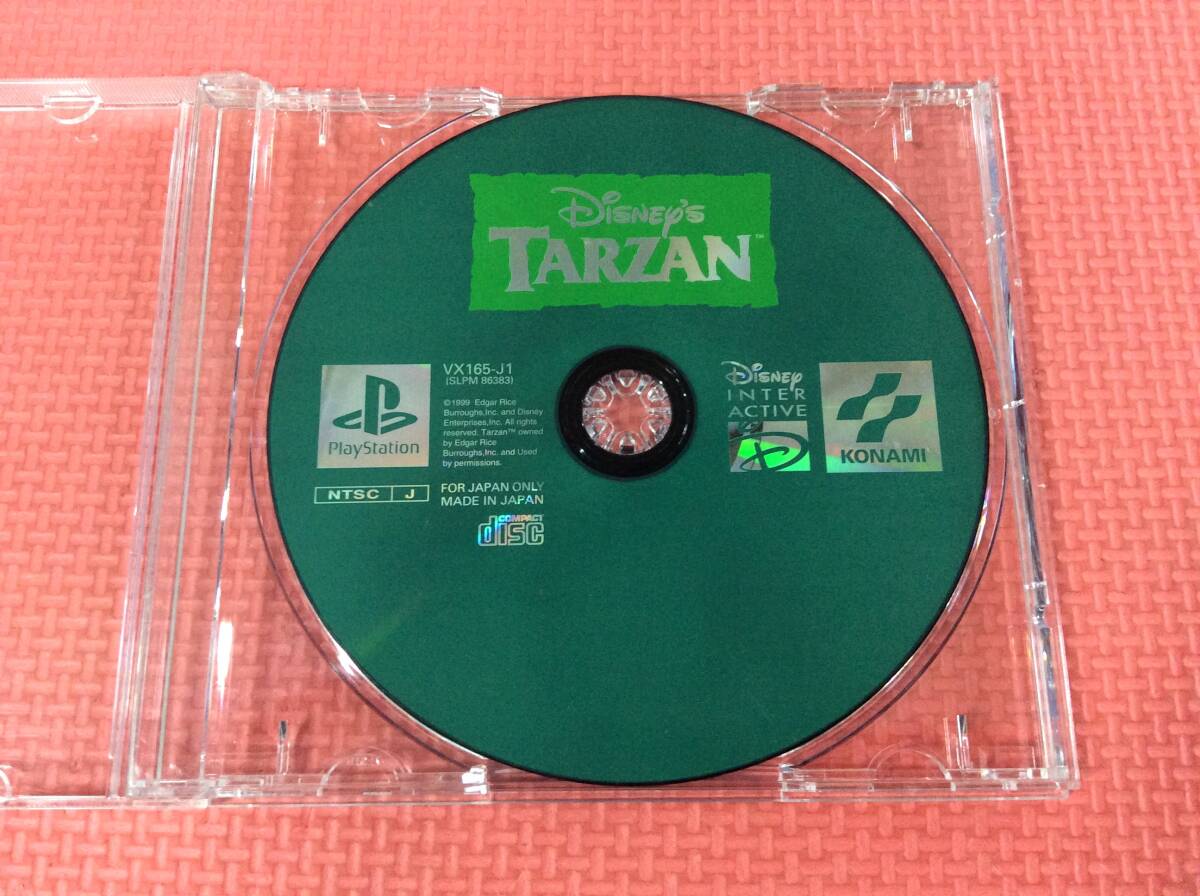 Disney's
TARZAN™
PlayStation
NTSC J
VX165-J1
(SLPM 86383)
©1999 Edgar Rice
Burroughs,Inc. and Disney
Enterprises,Inc. All rights
reserved. Tarzan™ owned
by Edgar Rice
Burroughs,Inc. and Used
by permissions.
FOR JAPAN ONLY
MADE IN JAPAN
COMPACT
disc
Disney
INTER
ACTIVE
D
KONAMI